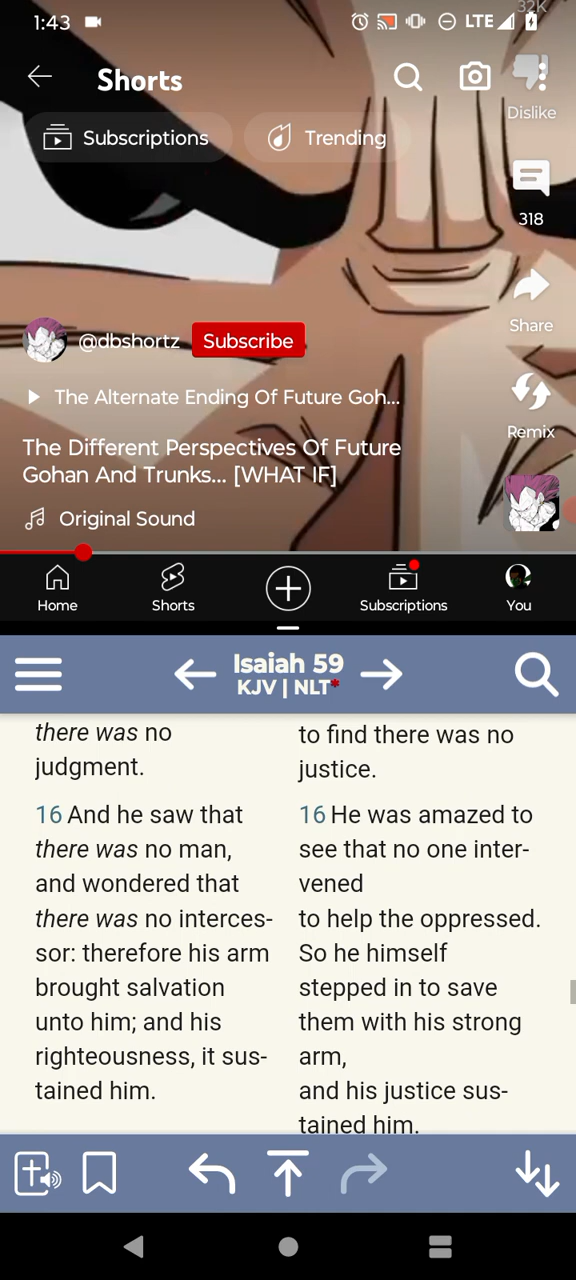 32K
1:43
LTE
Shorts
Subscriptions
Trending
Dislike
318
Share
@dbshortz
Subscribe
The Alternate Ending Of Future Goh...
Remix
The Different Perspectives Of Future
Gohan And Trunks... [WHAT IF]
Original Sound
Home
Shorts
Subscriptions
You
Isaiah 59
KJV | NLT*
there was no
judgment.
16 And he saw that
there was no man,
and wondered that
there was no interces-
sor: therefore his arm
brought salvation
unto him; and his
righteousness, it sus-
tained him.
to find there was no
justice.
16 He was amazed to
see that no one inter-
vened
to help the oppressed.
So he himself
stepped in to save
them with his strong
arm,
and his justice sus-
tained him.